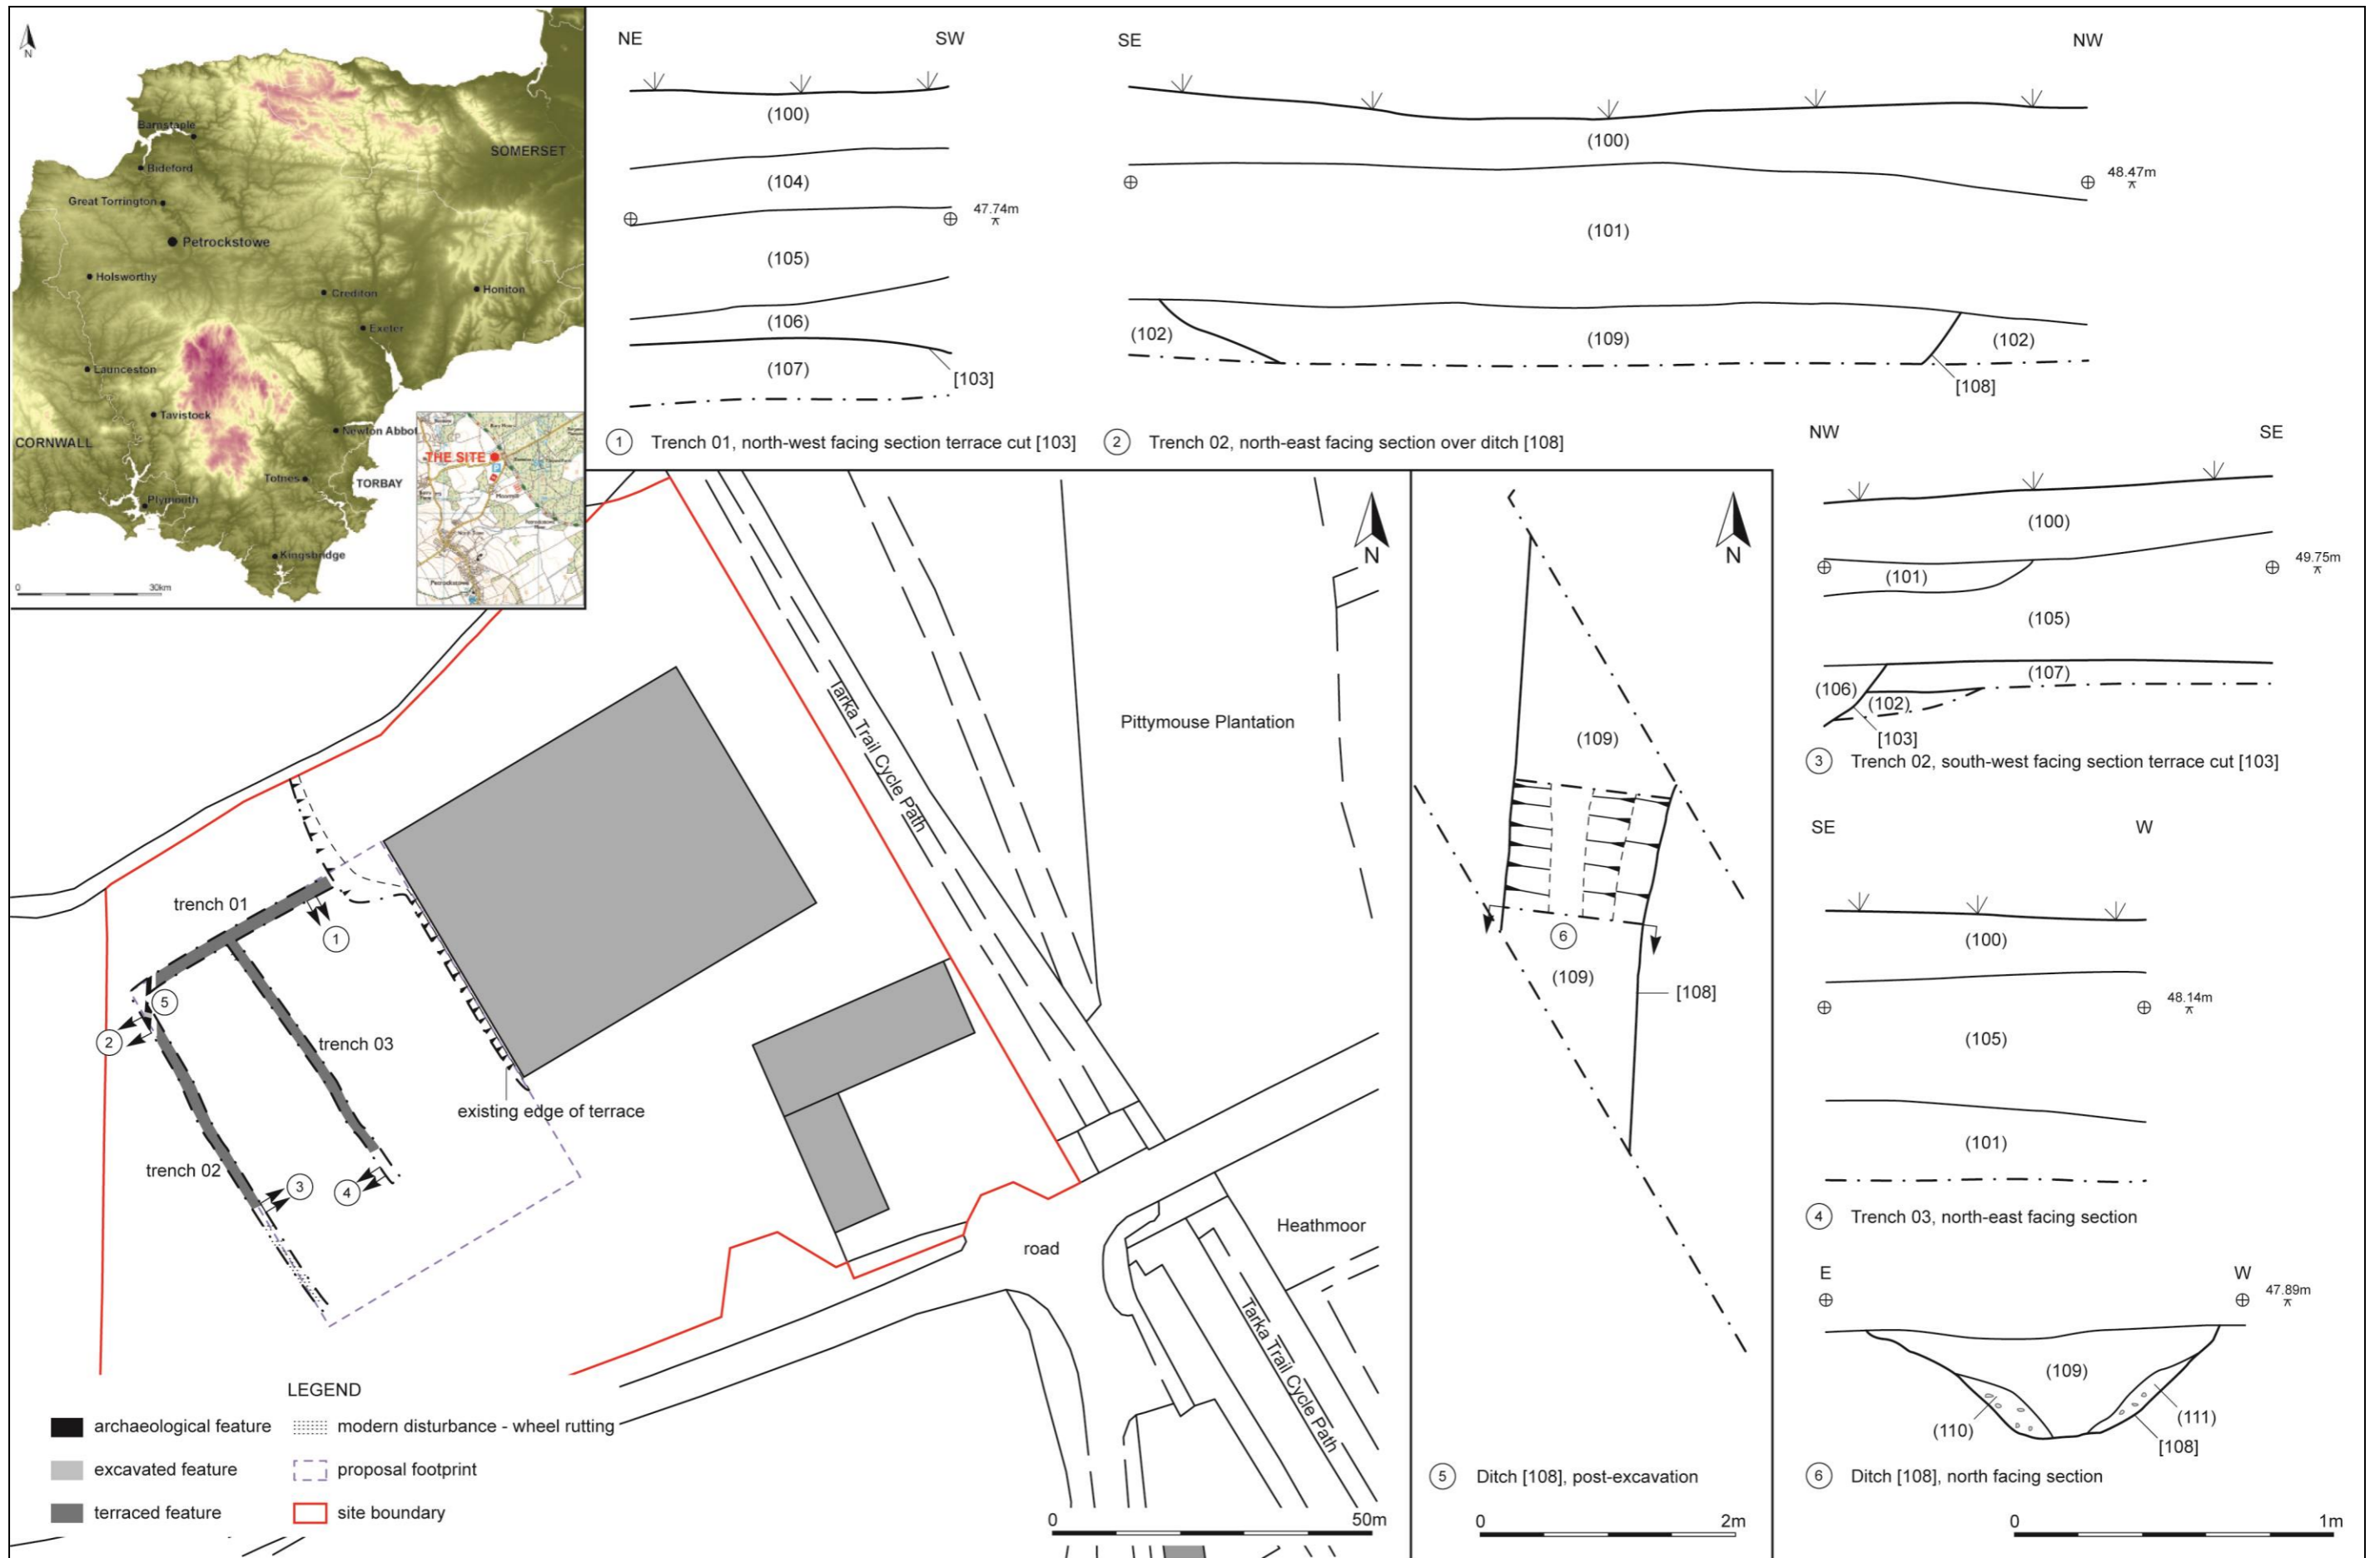 N
Barnstaple
SOMERSET
Bideford
Great Torrington
Petrockstowe
Holsworthy
Crediton
Honiton
Exeter
Launceston
Tavistock
CORNWALL
Newton Abbot
THE SITE
Totnes
TORBAY
Plymouth
Kingsbridge
Petrockstowe
0 30km
NE SW
(100)
(104)
47.74m
(105)
(106)
(107)
[103]
1 Trench 01, north-west facing section terrace cut [103]
SE NW
(100)
48.47m
(101)
(102) (109) (102)
[108]
2 Trench 02, north-east facing section over ditch [108]
NW SE
(100)
49.75m
(101)
(105)
(107)
(106)
(102)
[103]
3 Trench 02, south-west facing section terrace cut [103]
SE W
(100)
48.14m
(105)
(101)
4 Trench 03, north-east facing section
E W
47.89m
(109)
(110)
(111)
[108]
6 Ditch [108], north facing section
0 1m
N
(109)
6
(109)
[108]
5 Ditch [108], post-excavation
0 2m
N
Tarka Trail Cycle Path
Pittymouse Plantation
trench 01
1
5
2
trench 03
existing edge of terrace
trench 02
3
4
road
Heathmoor
Tarka Trail Cycle Path
0 50m
LEGEND
archaeological feature
modern disturbance - wheel rutting
excavated feature
proposal footprint
terraced feature
site boundary